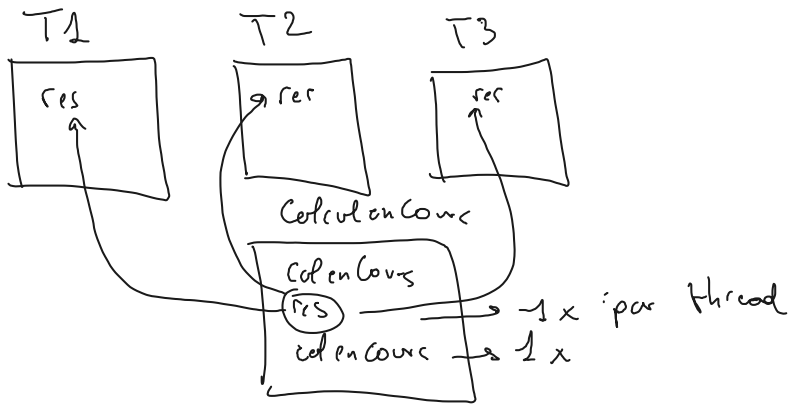 T1 T2 T3
res res res
CalculenCours
calenCours
res → 1 x par thread
calencours → 1 x